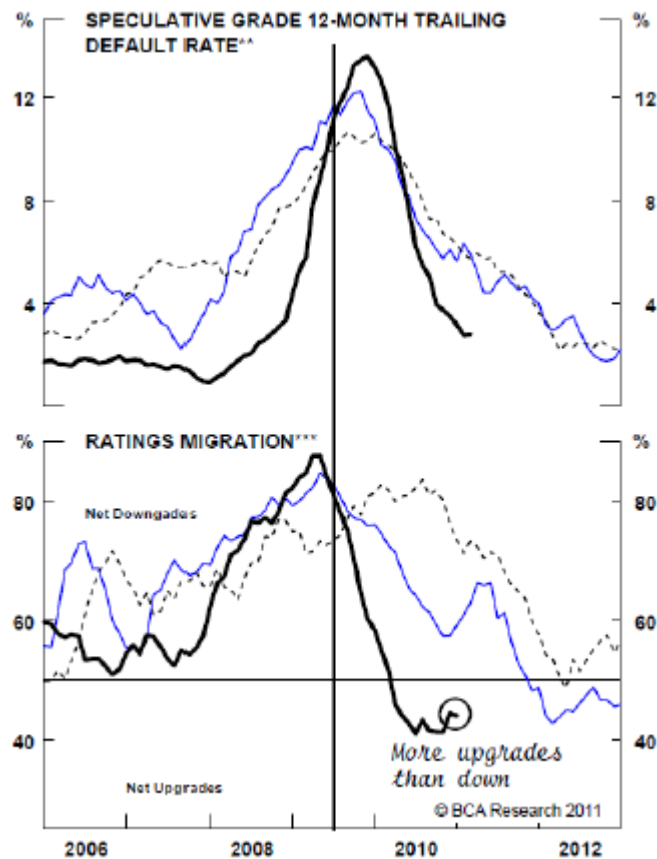 SPECULATIVE GRADE 12-MONTH TRAILING
DEFAULT RATE**
% %
12 12
8 8
4 4
% RATINGS MIGRATION*** %
80 80
Net Downgades
60 60
40 40
More upgrades
than down
Net Upgrades
© BCA Research 2011
2006 2008 2010 2012